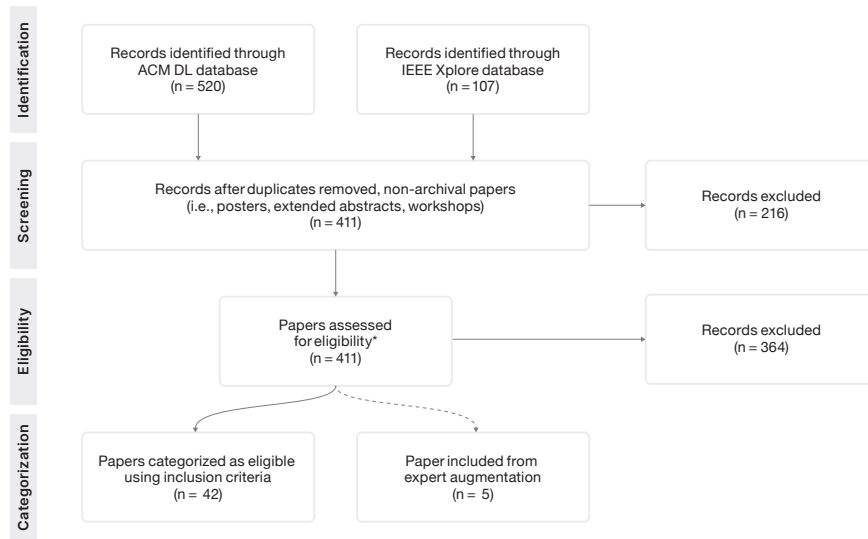 Identification
Records identified through
ACM DL database
(n = 520)
Records identified through
IEEE Xplore database
(n = 107)
Screening
Records after duplicates removed, non-archival papers
(i.e., posters, extended abstracts, workshops)
(n = 411)
Records excluded
(n = 216)
Eligibility
Papers assessed
for eligibility*
(n = 411)
Records excluded
(n = 364)
Categorization
Papers categorized as eligible
using inclusion criteria
(n = 42)
Paper included from
expert augmentation
(n = 5)